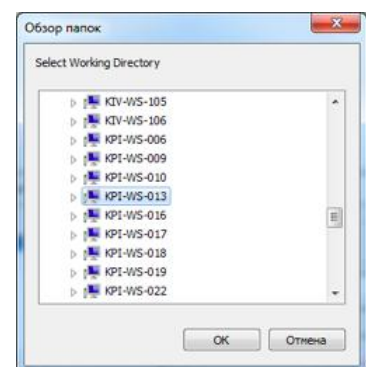 Обзор папок
Select Working Directory
KIV-WS-105
KIV-WS-106
KPI-WS-006
KPI-WS-009
KPI-WS-010
KPI-WS-013
KPI-WS-016
KPI-WS-017
KPI-WS-018
KPI-WS-019
KPI-WS-022
OK Отмена